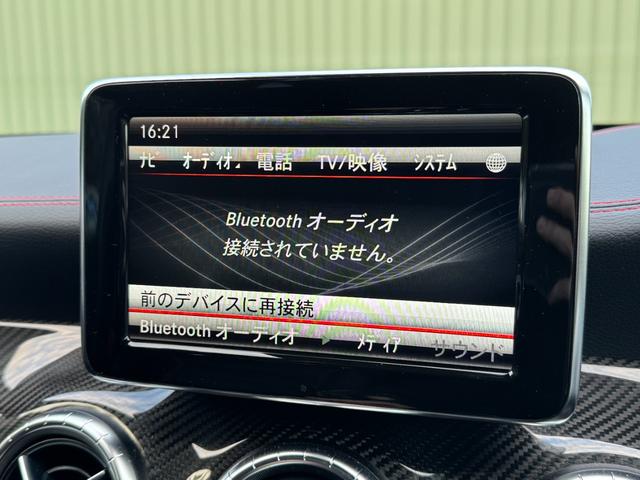 16:21
ナビ オーディオ 電話 TV/映像 システム
Bluetooth オーディオ
接続されていません。
前のデバイスに再接続
Bluetooth オーディオ メディア サウンド